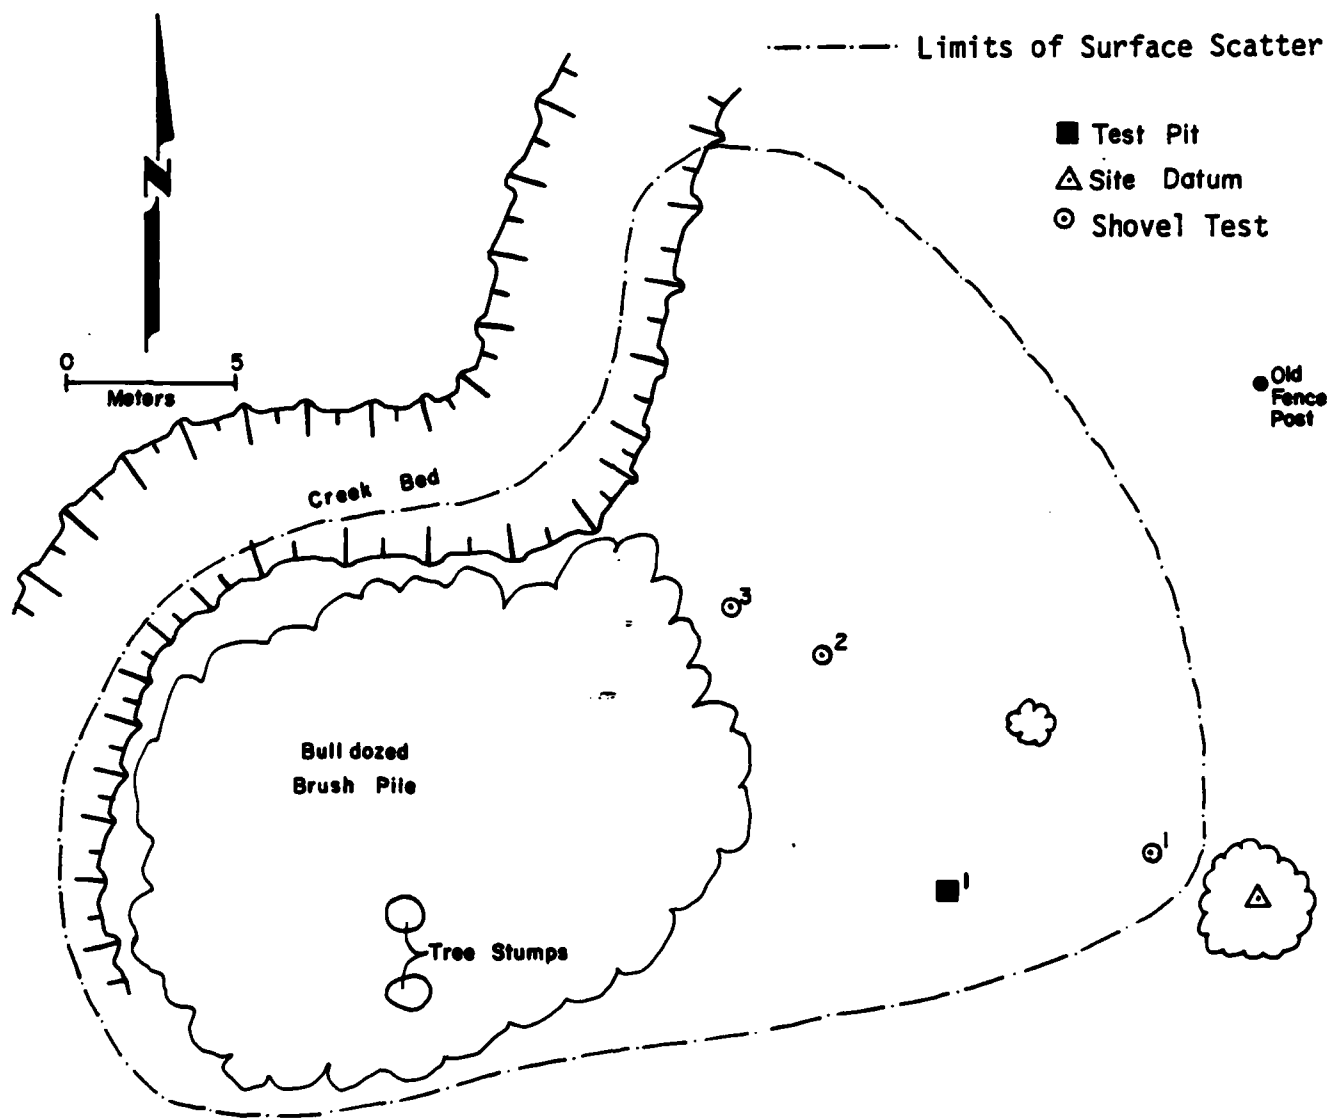 Limits of Surface Scatter
Test Pit
Site Datum
Shovel Test
N
0 5
Meters
Old
Fence
Post
Creek Bed
3
2
Bull dozed
Brush Pile
1
1
Tree Stumps